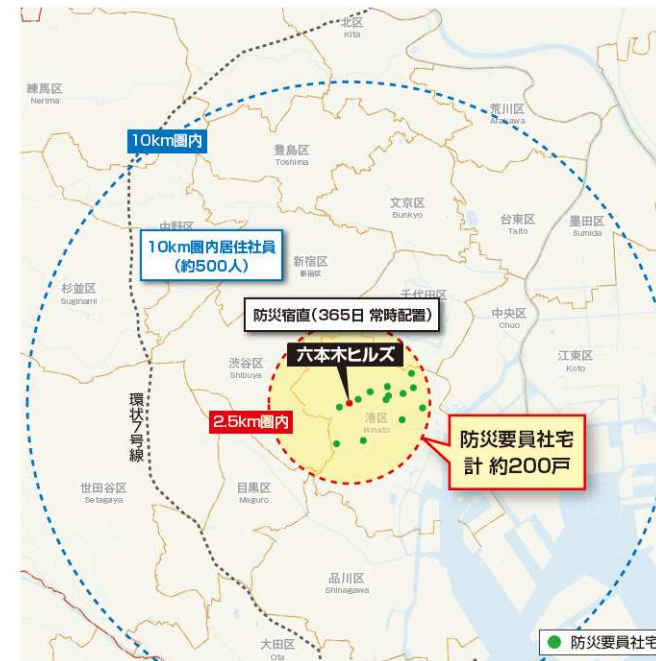 北区
Kita
練馬区
Nerima
荒川区
Arakawa
10km圏内
豊島区
Toshima
文京区
Bunkyo
台東区
Taito
墨田区
Sumida
中野区
10km圏内居住社員
(約500人)
新宿区
新宿区
杉並区
Suginami
千代田区
防災宿直(365日 常時配置)
中央区
Chuo
六本木ヒルズ
渋谷区
Shibuya
江東区
Koto
環状7号線
2.5km圏内
港区
Minato
防災要員社宅
計 約200戸
世田谷区
Setagaya
目黒区
Meguro
品川区
Shinagawa
大田区
Ota
防災要員社宅